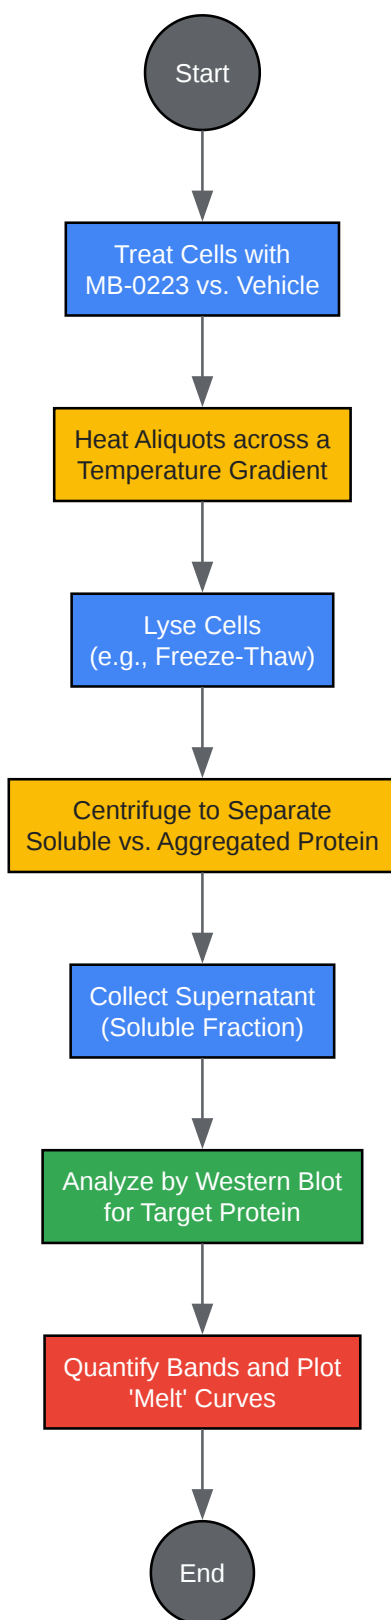 Start
Treat Cells with
MB-0223 vs. Vehicle
Heat Aliquots across a
Temperature Gradient
Lyse Cells
(e.g., Freeze-Thaw)
Centrifuge to Separate
Soluble vs. Aggregated Protein
Collect Supernatant
(Soluble Fraction)
Analyze by Western Blot
for Target Protein
Quantify Bands and Plot
'Melt' Curves
End